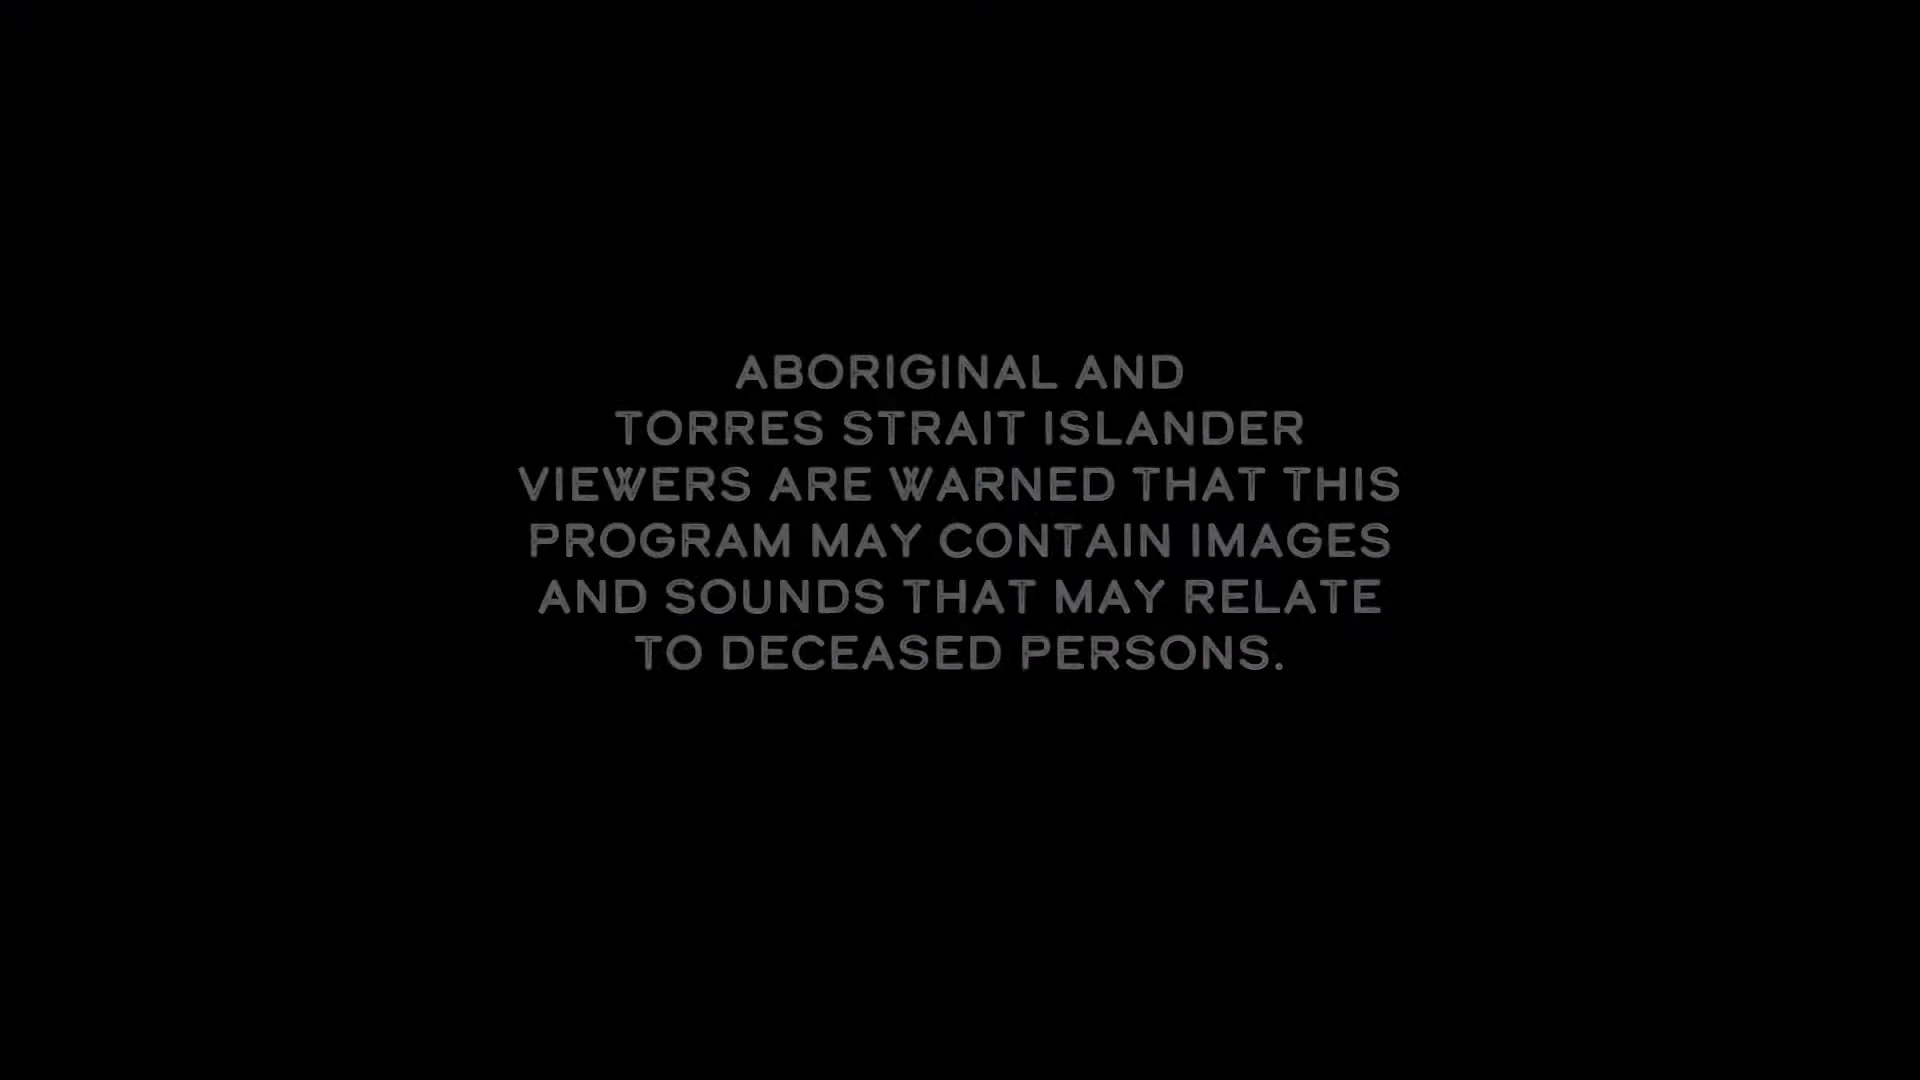 ABORIGINAL AND
TORRES STRAIT ISLANDER
VIEWERS ARE WARNED THAT THIS
PROGRAM MAY CONTAIN IMAGES
AND SOUNDS THAT MAY RELATE
TO DECEASED PERSONS.